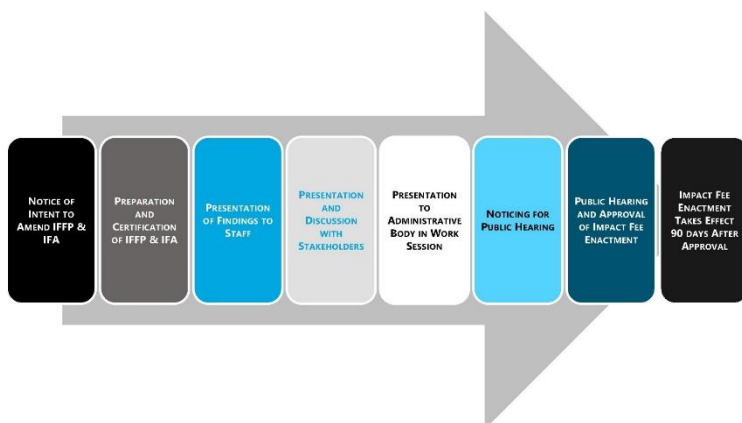 NOTICE OF
INTENT TO
AMEND IFFP &
IFA
PREPARATION
AND
CERTIFICATION
OF IFFP & IFA
PRESENTATION
OF FINDINGS TO
STAFF
PRESENTATION
AND
DISCUSSION
WITH
STAKEHOLDERS
PRESENTATION
TO
ADMINISTRATIVE
BODY IN WORK
SESSION
NOTICING FOR
PUBLIC HEARING
PUBLIC HEARING
AND APPROVAL
OF IMPACT FEE
ENACTMENT
IMPACT FEE
ENACTMENT
TAKES EFFECT
90 DAYS AFTER
APPROVAL